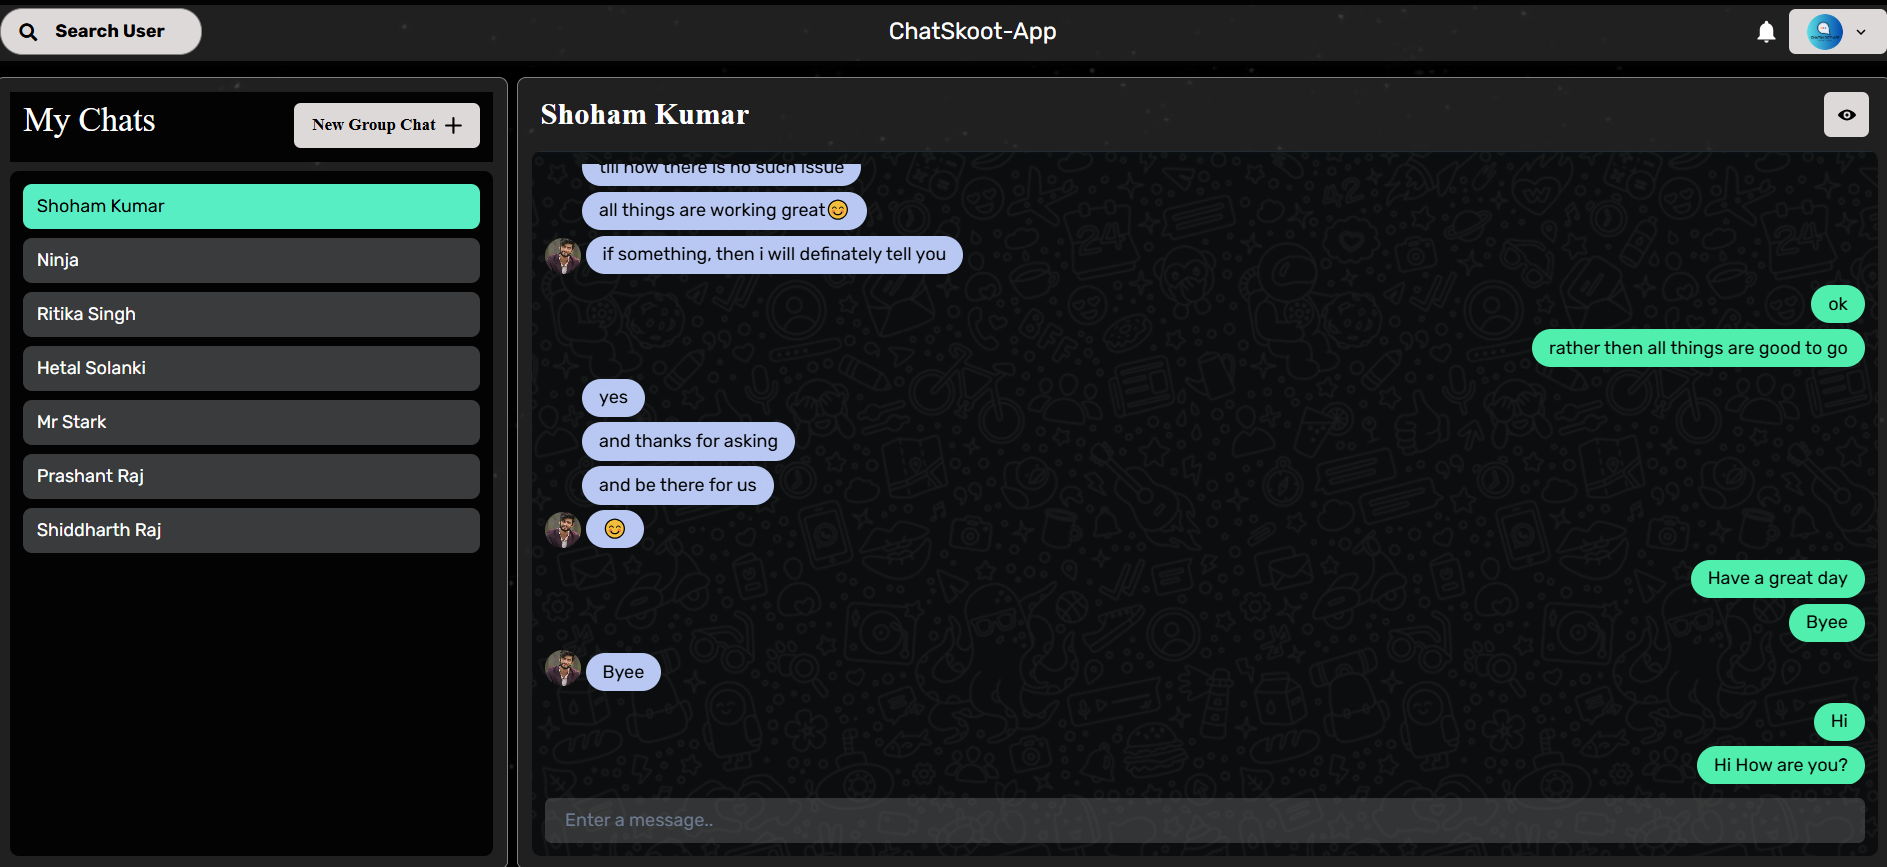 Search User
ChatSkoot-App
My Chats
New Group Chat +
Shoham Kumar
Ninja
Ritika Singh
Hetal Solanki
Mr Stark
Prashant Raj
Shiddharth Raj
Shoham Kumar
till now there is no such issue
all things are working great😊
if something, then i will definately tell you
ok
rather then all things are good to go
yes
and thanks for asking
and be there for us
😊
Have a great day
Byee
Byee
Hi
Hi How are you?
Enter a message..